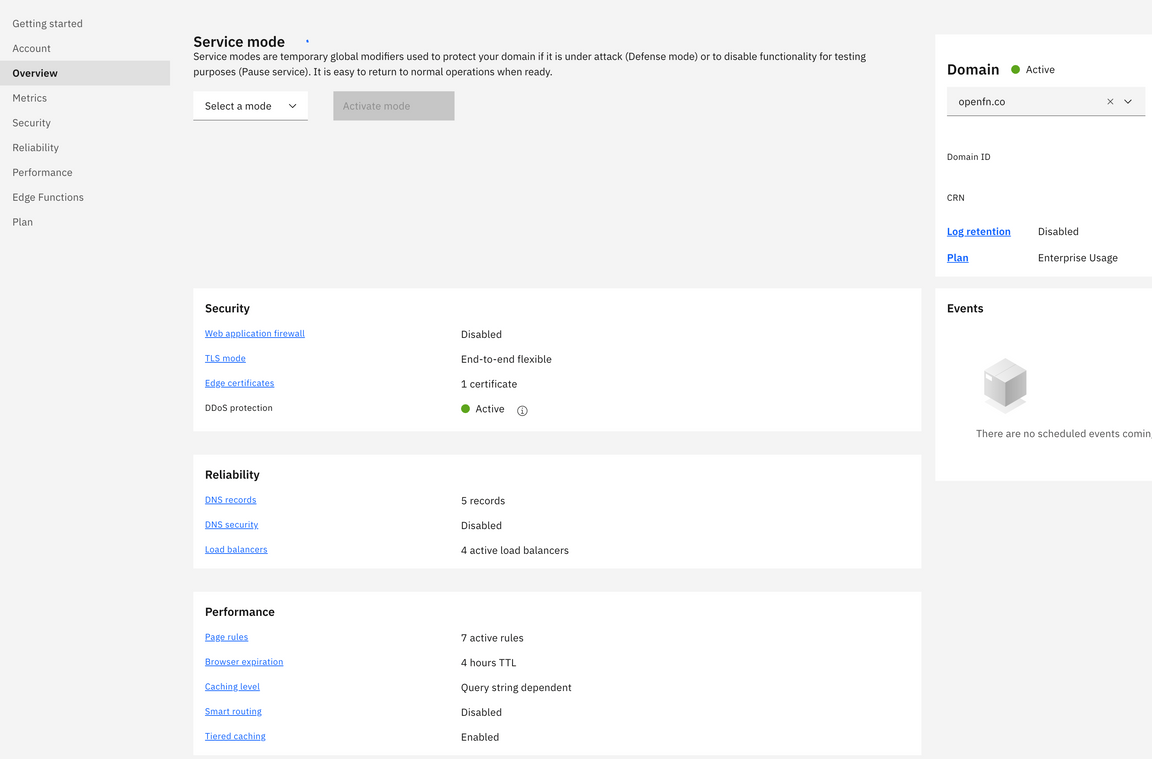 Getting started
Account
Overview
Metrics
Security
Reliability
Performance
Edge Functions
Plan
Service mode
Service modes are temporary global modifiers used to protect your domain if it is under attack (Defense mode) or to disable functionality for testing
purposes (Pause service). It is easy to return to normal operations when ready.
Select a mode
Activate mode
Domain
Active
openfn.co
Domain ID
CRN
Log retention Disabled
Plan Enterprise Usage
Security
Web application firewall Disabled
TLS mode End-to-end flexible
Edge certificates 1 certificate
DDoS protection Active
Events
There are no scheduled events comin
Reliability
DNS records 5 records
DNS security Disabled
Load balancers 4 active load balancers
Performance
Page rules 7 active rules
Browser expiration 4 hours TTL
Caching level Query string dependent
Smart routing Disabled
Tiered caching Enabled